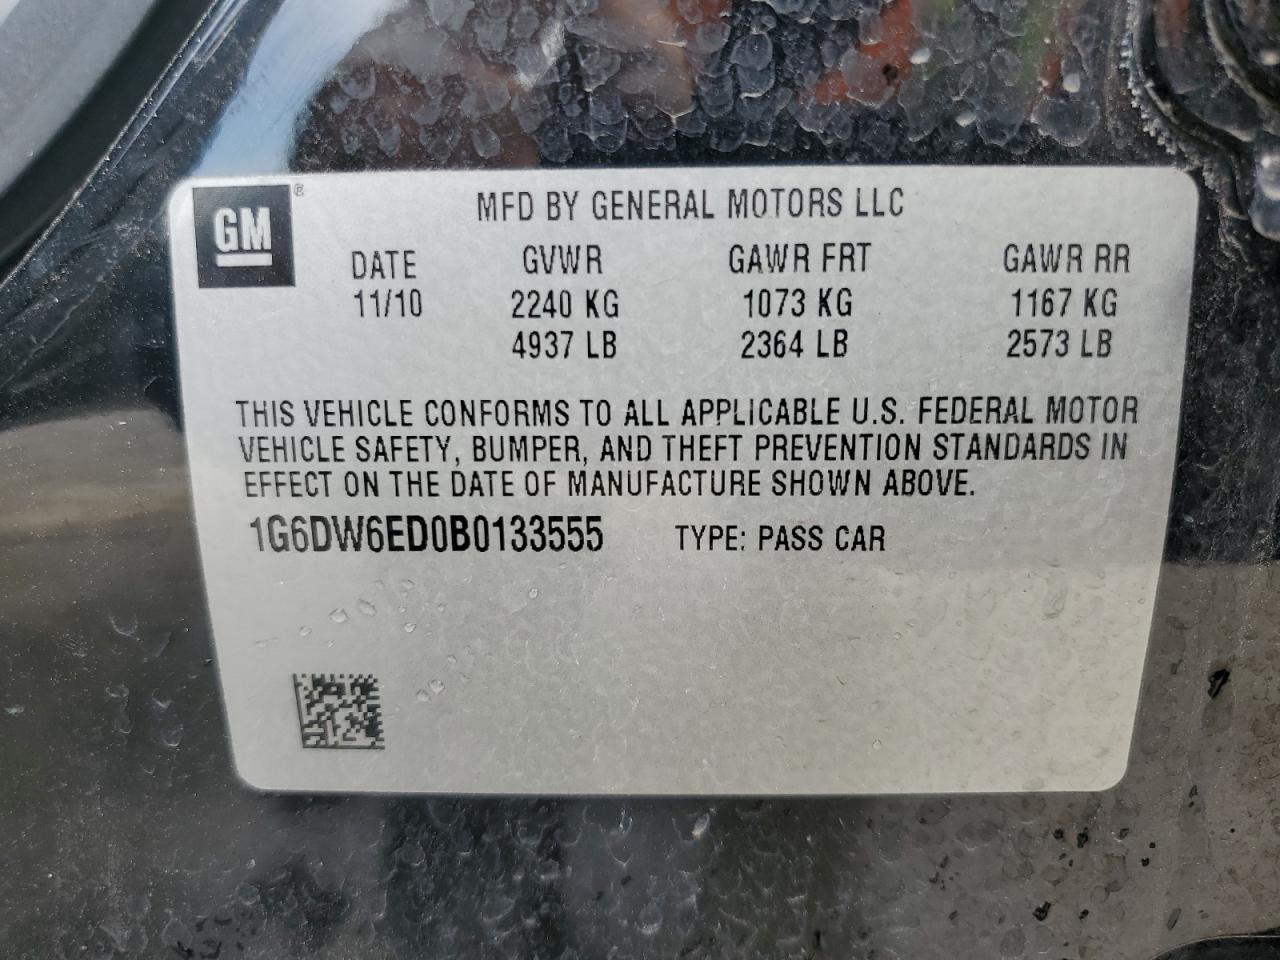 GM ®
MFD BY GENERAL MOTORS LLC
DATE GVWR GAWR FRT GAWR RR
11/10 2240 KG 1073 KG 1167 KG
4937 LB 2364 LB 2573 LB
THIS VEHICLE CONFORMS TO ALL APPLICABLE U.S. FEDERAL MOTOR
VEHICLE SAFETY, BUMPER, AND THEFT PREVENTION STANDARDS IN
EFFECT ON THE DATE OF MANUFACTURE SHOWN ABOVE.
1G6DW6ED0B0133555 TYPE: PASS CAR